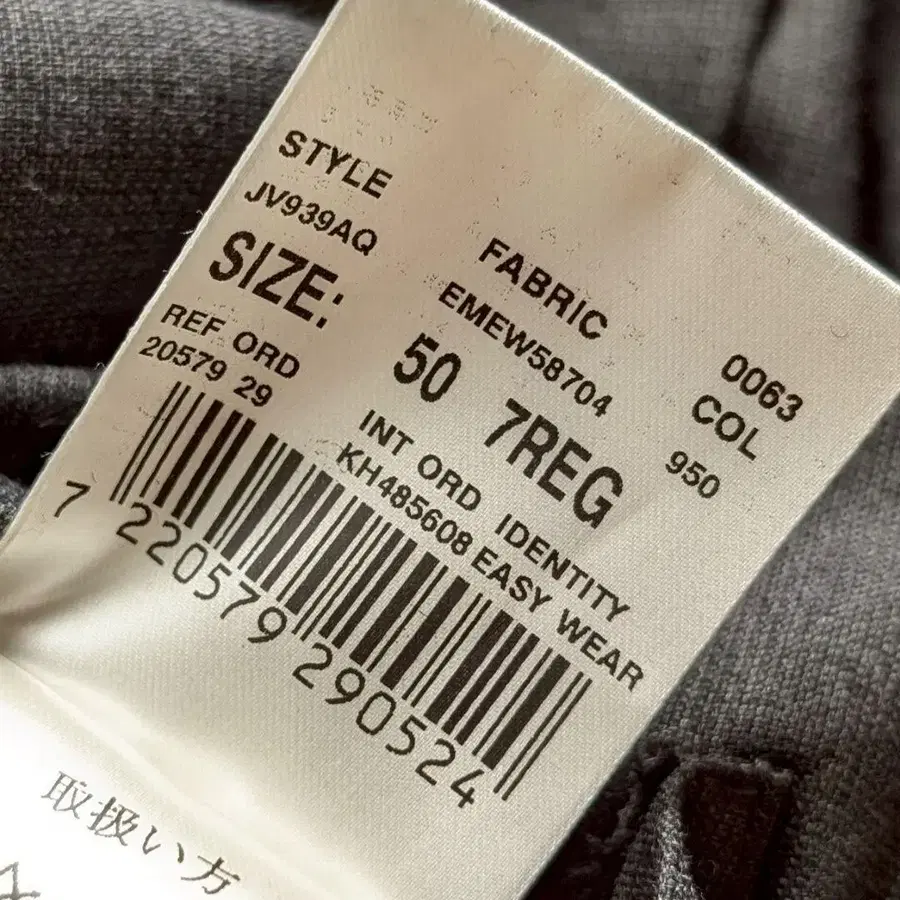 0063
STYLE FABRIC COL
JV939AQ EMEW58704 950
SIZE: 50 7REG
REF ORD INT ORD IDENTITY
20579 29 KH485608 EASY WEAR
7 220579 290524
取扱い方